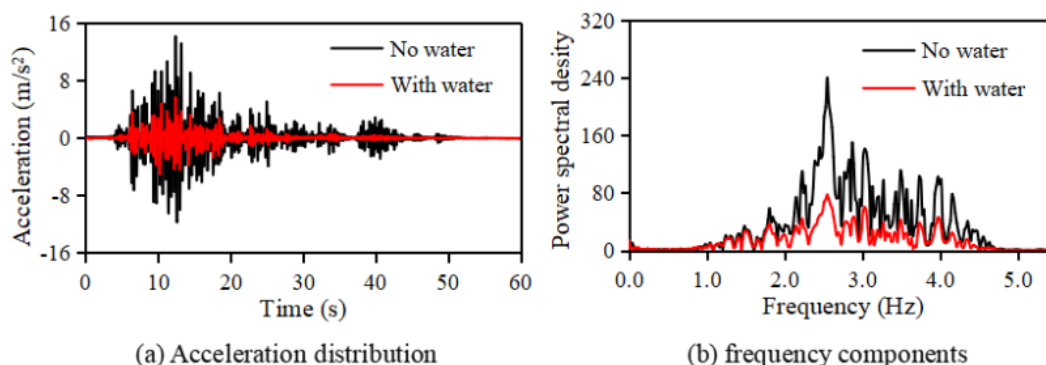 16
8
0
-8
-16
Acceleration (m/s²)
No water
With water
0 10 20 30 40 50 60
Time (s)
(a) Acceleration distribution
320
240
160
80
0
Power spectral desity
No water
With water
0.0 1.0 2.0 3.0 4.0 5.0
Frequency (Hz)
(b) frequency components